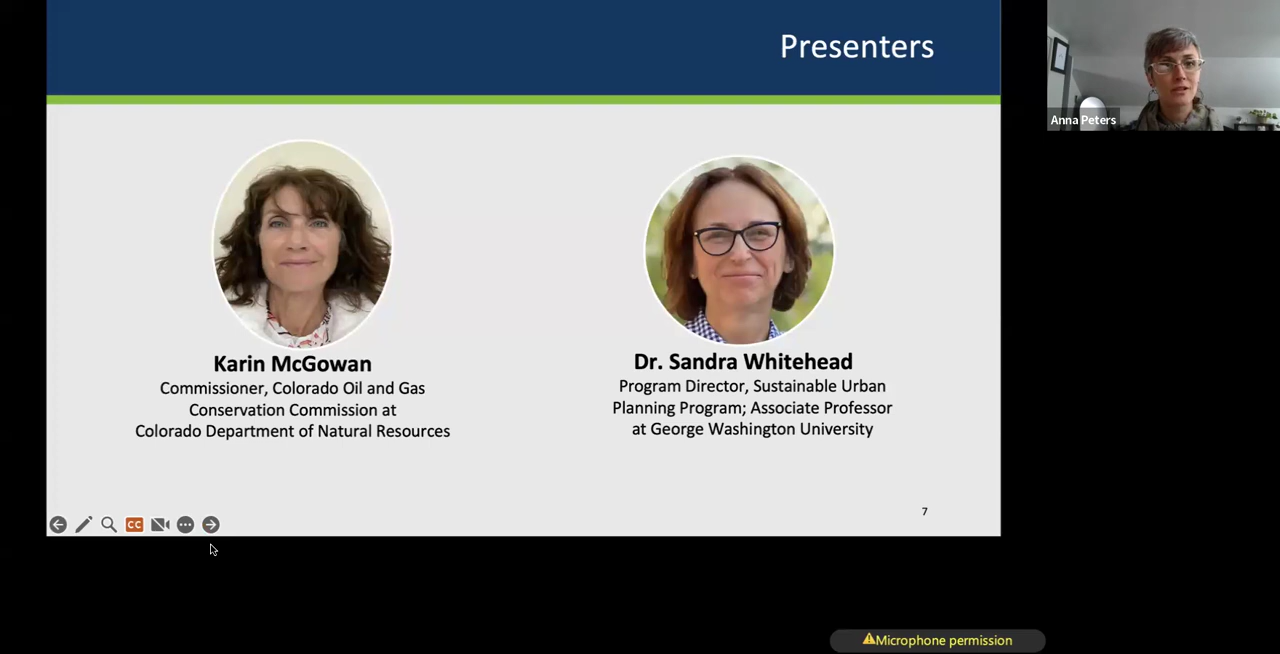 Presenters
Anna Peters
Karin McGowan
Commissioner, Colorado Oil and Gas
Conservation Commission at
Colorado Department of Natural Resources
Dr. Sandra Whitehead
Program Director, Sustainable Urban
Planning Program; Associate Professor
at George Washington University
7
CC
Microphone permission